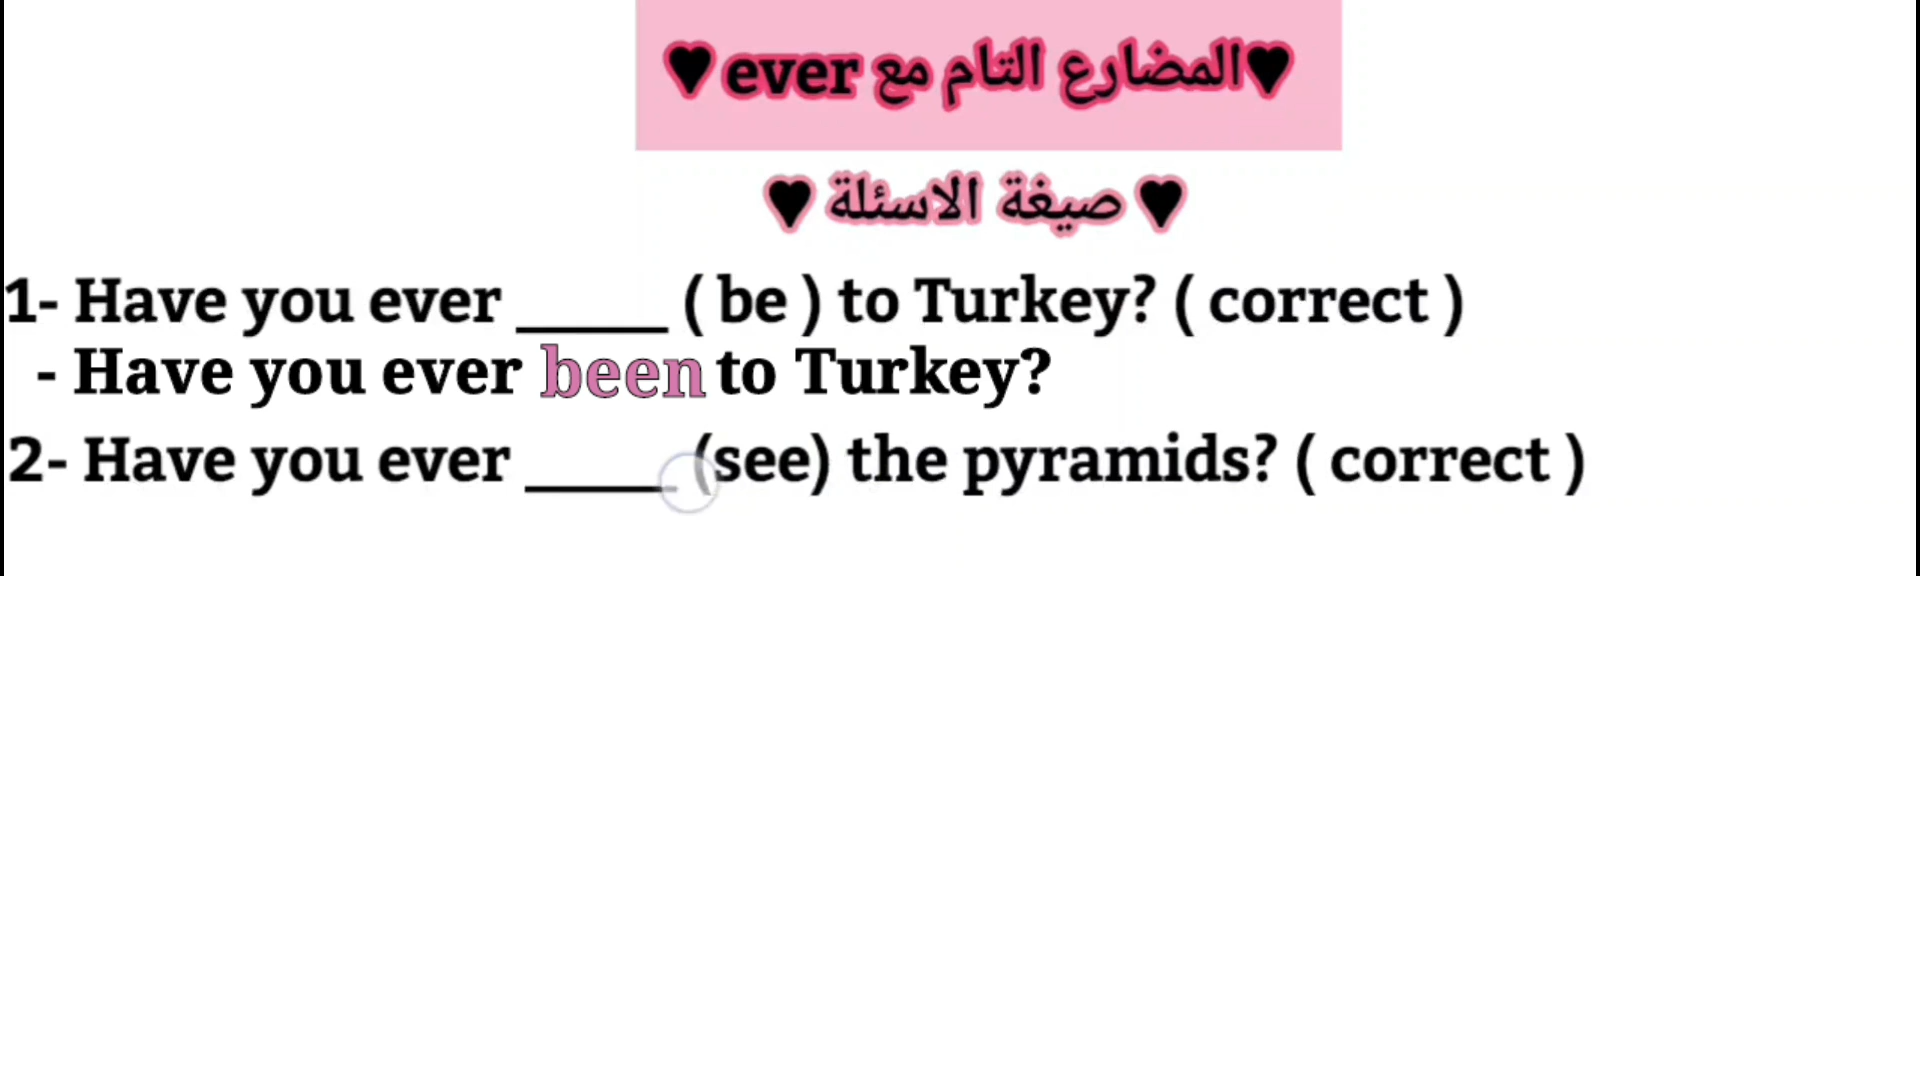 ♥المضارع التام مع ever♥
♥ صيغة الاسئلة ♥
1- Have you ever _____ ( be ) to Turkey? ( correct )
- Have you ever been to Turkey?
2- Have you ever _____ (see) the pyramids? ( correct )